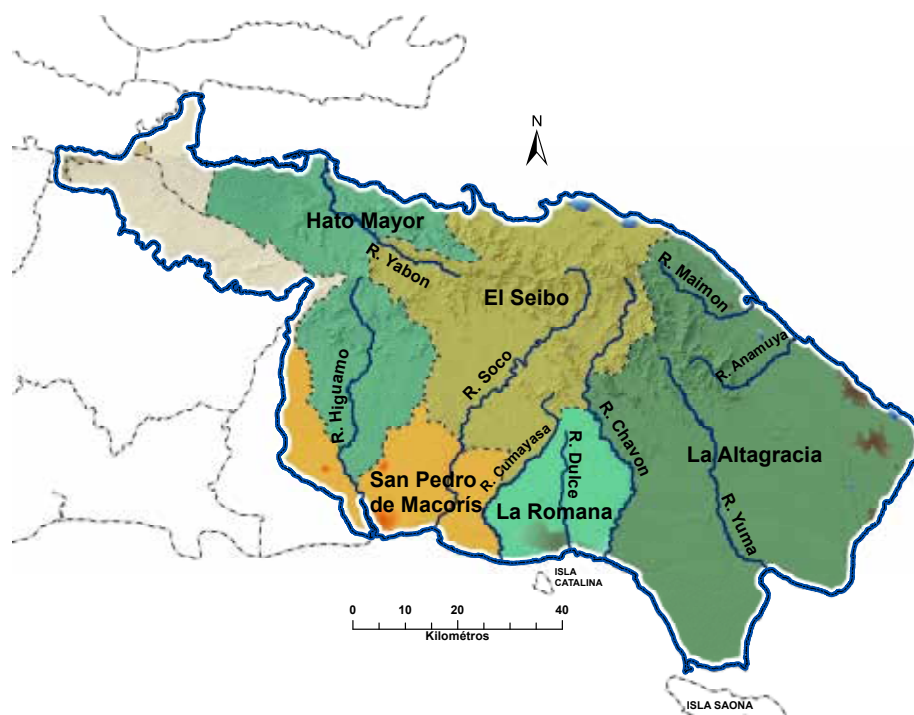 N
Hato Mayor
R. Yabon
El Seibo
R. Maimon
R. Anamuya
R. Soco
R. Higuamo
R. Cumayasa
R. Dulce
R. Chavon
La Altagracia
San Pedro
de Macorís
La Romana
R. Yuma
ISLA
CATALINA
0 10 20 40
Kilométros
ISLA SAONA